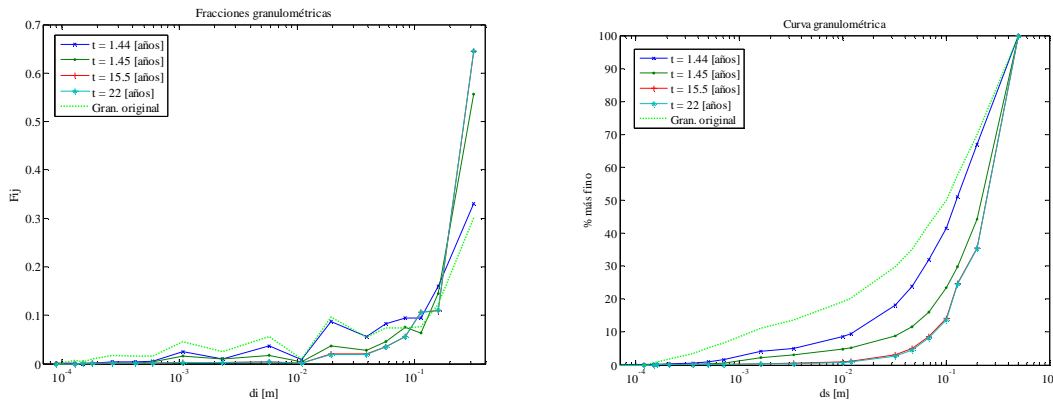 Fracciones granulométricas
0.7
0.6
0.5
0.4
0.3
0.2
0.1
0
Fij
t = 1.44 [años]
t = 1.45 [años]
t = 15.5 [años]
t = 22 [años]
Gran. original
10-4
10-3
10-2
10-1
di [m]
Curva granulométrica
100
90
80
70
60
50
40
30
20
10
0
% más fino
t = 1.44 [años]
t = 1.45 [años]
t = 15.5 [años]
t = 22 [años]
Gran. original
10-4
10-3
10-2
10-1
10
ds [m]